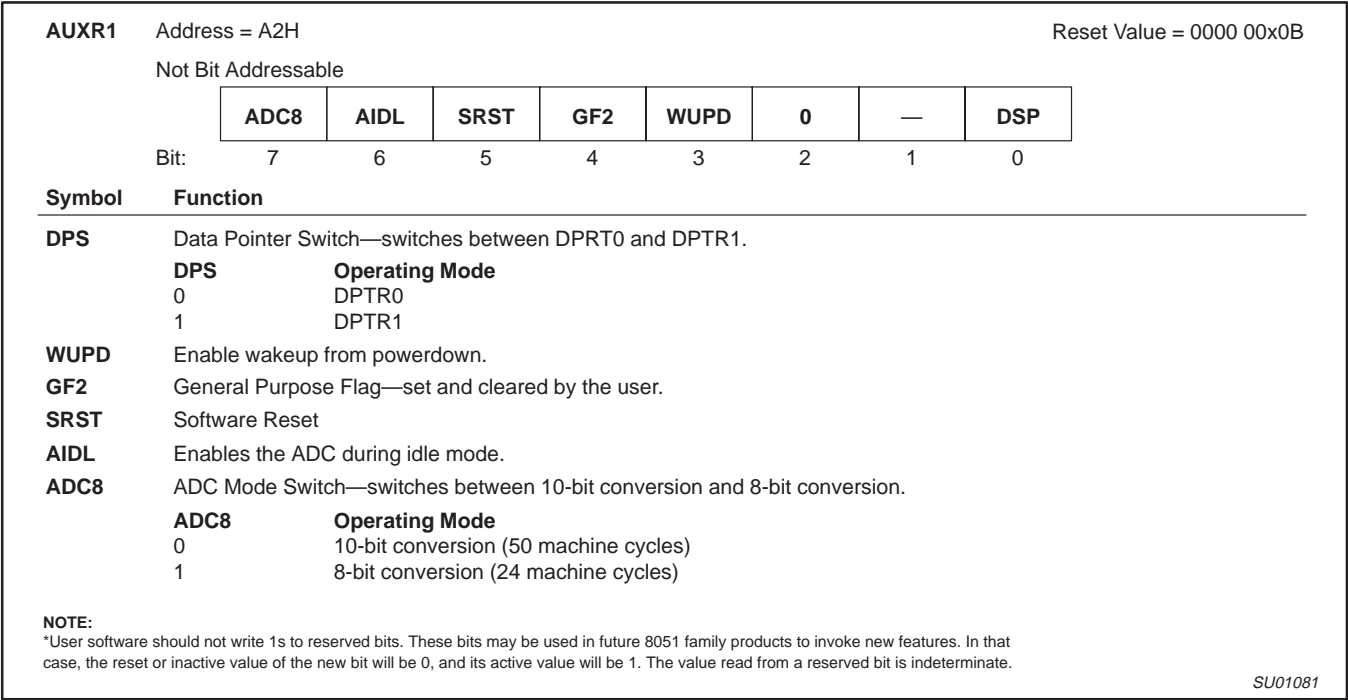 AUXR1 Address = A2H Reset Value = 0000 00x0B
Not Bit Addressable
ADC8 AIDL SRST GF2 WUPD 0 — DSP
Bit: 7 6 5 4 3 2 1 0
Symbol Function
DPS Data Pointer Switch—switches between DPRT0 and DPTR1.
DPS Operating Mode
0 DPTR0
1 DPTR1
WUPD Enable wakeup from powerdown.
GF2 General Purpose Flag—set and cleared by the user.
SRST Software Reset
AIDL Enables the ADC during idle mode.
ADC8 ADC Mode Switch—switches between 10-bit conversion and 8-bit conversion.
ADC8 Operating Mode
0 10-bit conversion (50 machine cycles)
1 8-bit conversion (24 machine cycles)
NOTE:
*User software should not write 1s to reserved bits. These bits may be used in future 8051 family products to invoke new features. In that
case, the reset or inactive value of the new bit will be 0, and its active value will be 1. The value read from a reserved bit is indeterminate.
SU01081